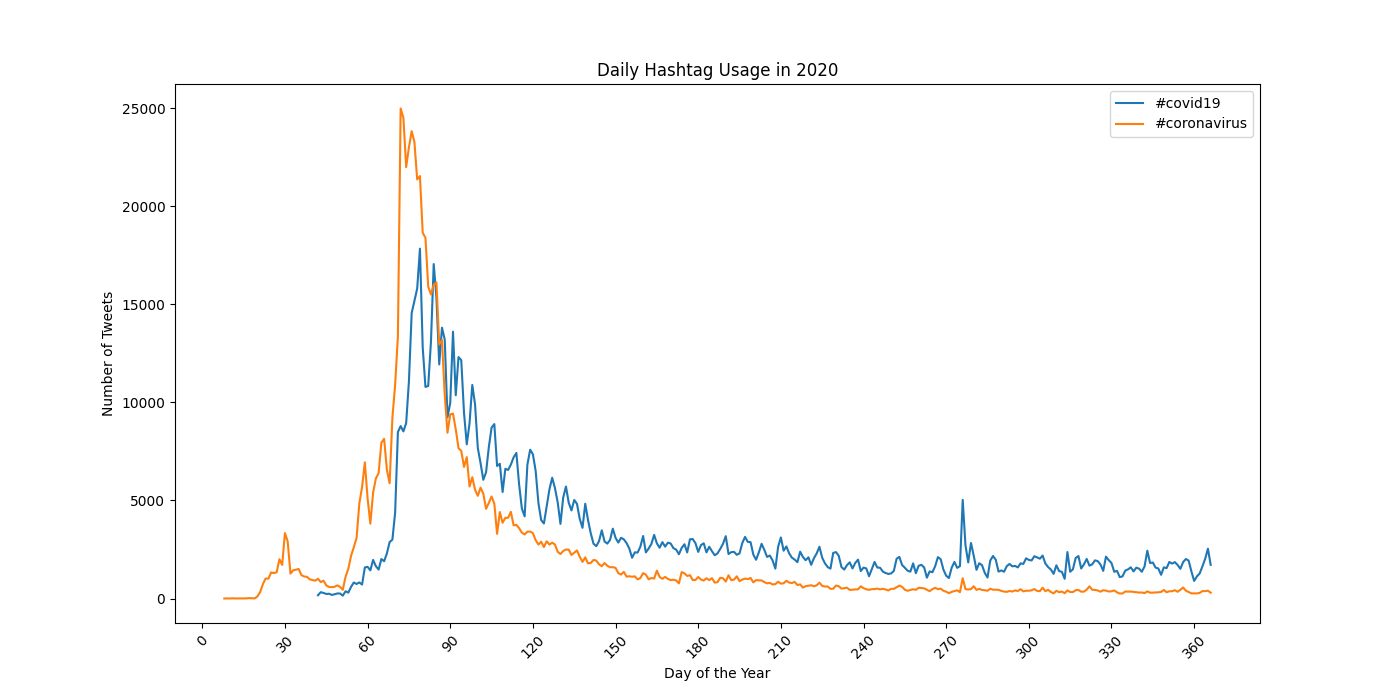 Daily Hashtag Usage in 2020
#covid19
#coronavirus
25000
20000
15000
10000
5000
0
Number of Tweets
0 30 60 90 120 150 180 210 240 270 300 330 360
Day of the Year